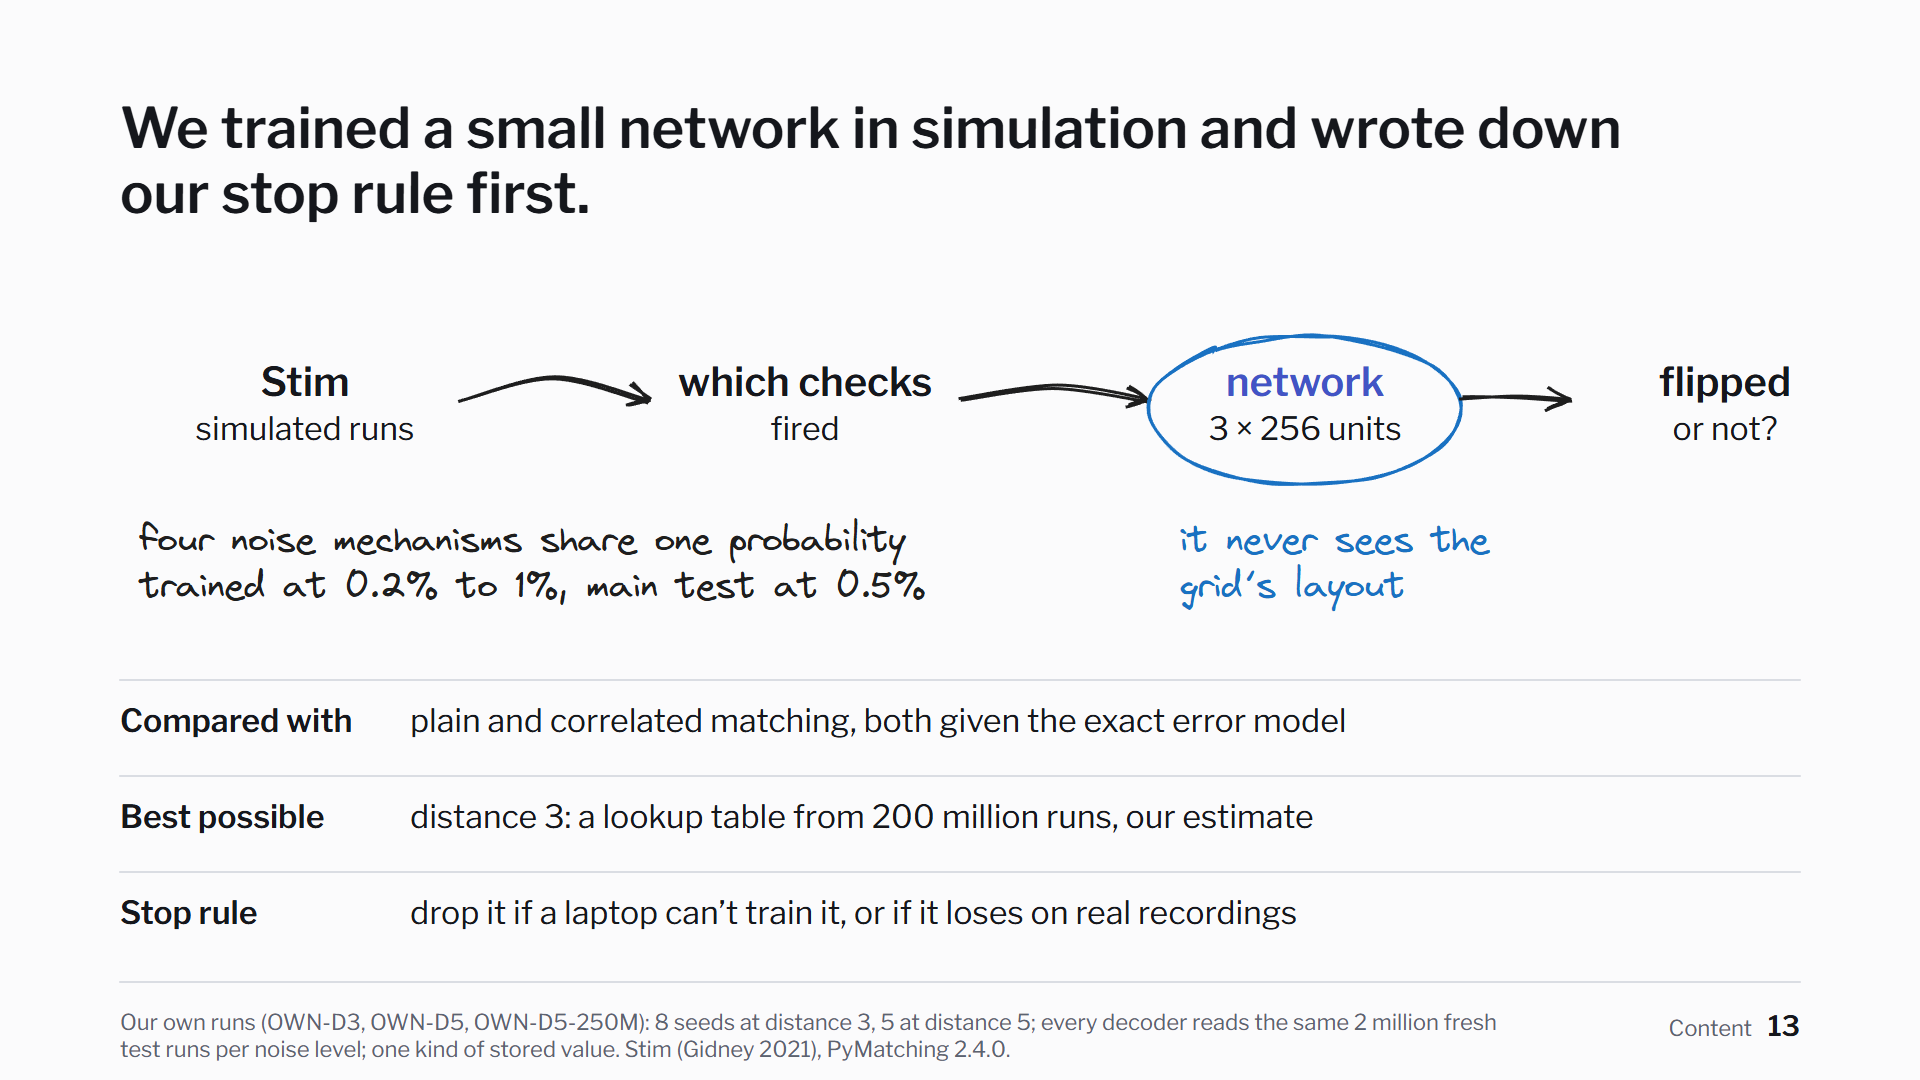 We trained a small network in simulation and wrote down
our stop rule first.
Stim
simulated runs
which checks
fired
network
3 × 256 units
flipped
or not?
four noise mechanisms share one probability
trained at 0.2% to 1%, main test at 0.5%
it never sees the
grid's layout
Compared with plain and correlated matching, both given the exact error model
Best possible distance 3: a lookup table from 200 million runs, our estimate
Stop rule drop it if a laptop can't train it, or if it loses on real recordings
Our own runs (OWN-D3, OWN-D5, OWN-D5-250M): 8 seeds at distance 3, 5 at distance 5; every decoder reads the same 2 million fresh
test runs per noise level; one kind of stored value. Stim (Gidney 2021), PyMatching 2.4.0.
Content 13